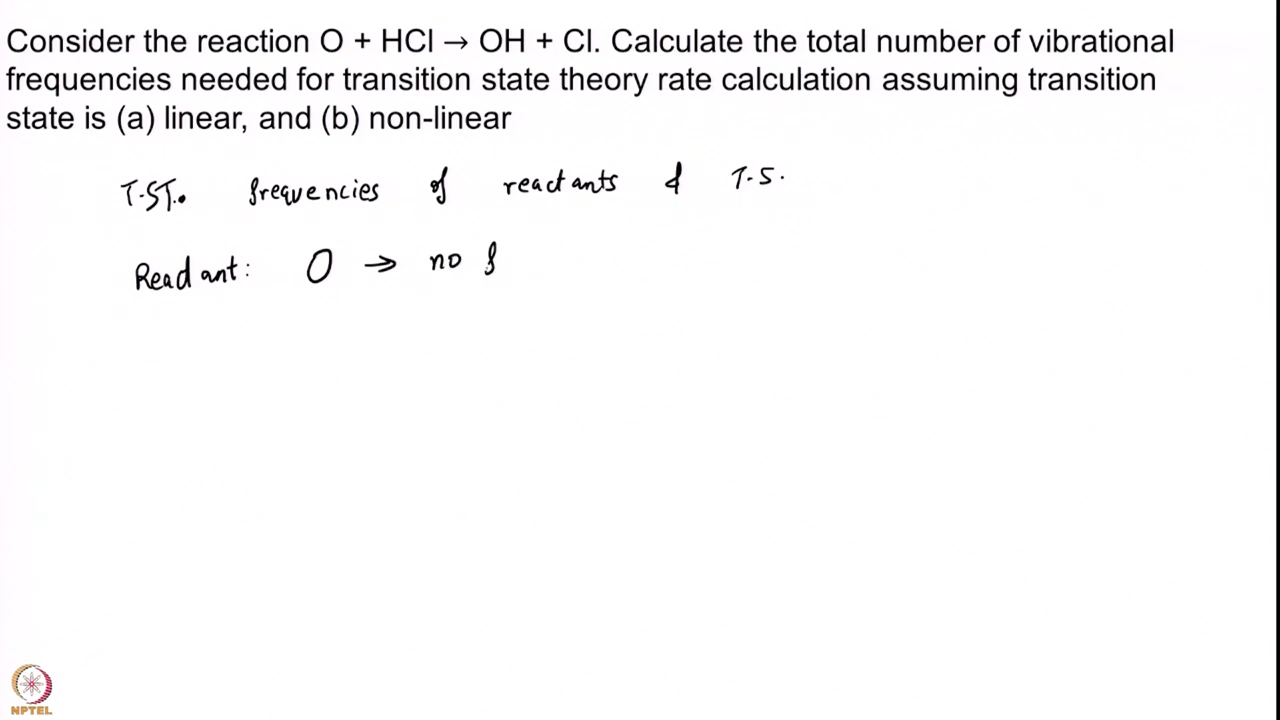 Consider the reaction O + HCl → OH + Cl. Calculate the total number of vibrational
frequencies needed for transition state theory rate calculation assuming transition
state is (a) linear, and (b) non-linear
T.ST. frequencies of reactants & T.S.
Reactant: O → no f
NPTEL